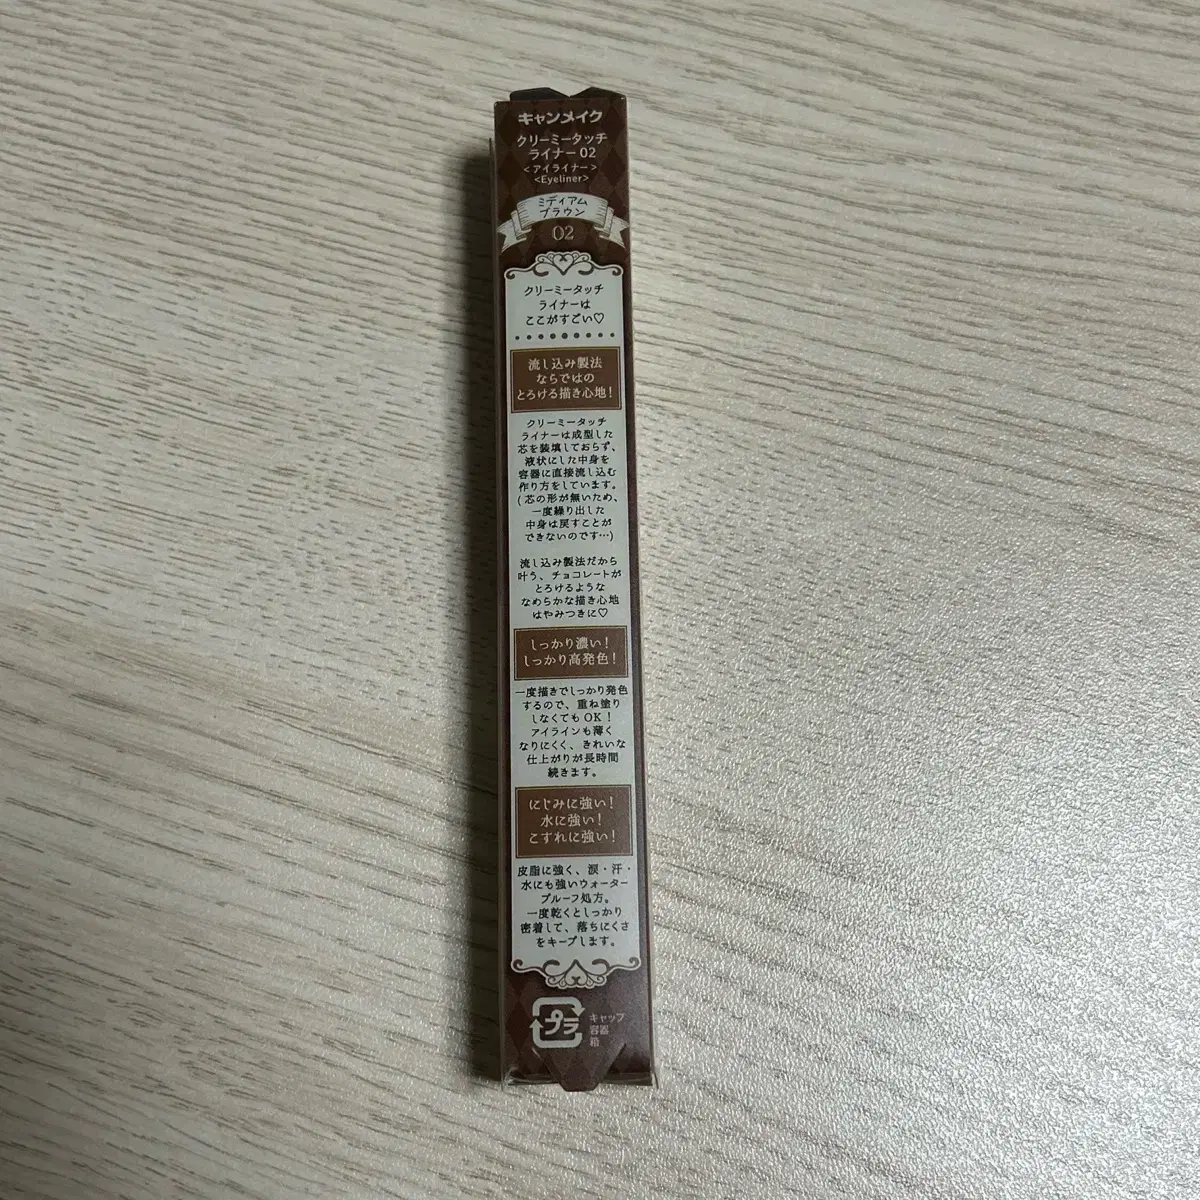 キャンメイク
クリーミータッチ
ライナー 02
<アイライナー>
<Eyeliner>
ミディアム
ブラウン
02
クリーミータッチ
ライナーは
ここがすごい♡
流し込み製法
ならではの
とろける描き心地!
クリーミータッチ
ライナーは成型した
芯を装填しておらず、
液状にした中身を
容器に直接流し込む
作り方をしています。
(芯の形が無いため、
一度繰り出した
中身は戻すことが
できないのです…)
流し込み製法だから
叶う、チョコレートが
とろけるような
なめらかな描き心地
はやみつきに♡
しっかり濃い!
しっかり高発色!
一度描きでしっかり発色
するので、重ね塗り
しなくてもOK!
アイラインも薄く
なりにくく、きれいな
仕上がりが長時間
続きます。
にじみに強い!
水に強い!
こすれに強い!
皮脂に強く、涙・汗・
水にも強いウォーター
プルーフ処方。
一度乾くとしっかり
密着して、落ちにくさ
をキープします。
プラ
キャップ
容器
箱